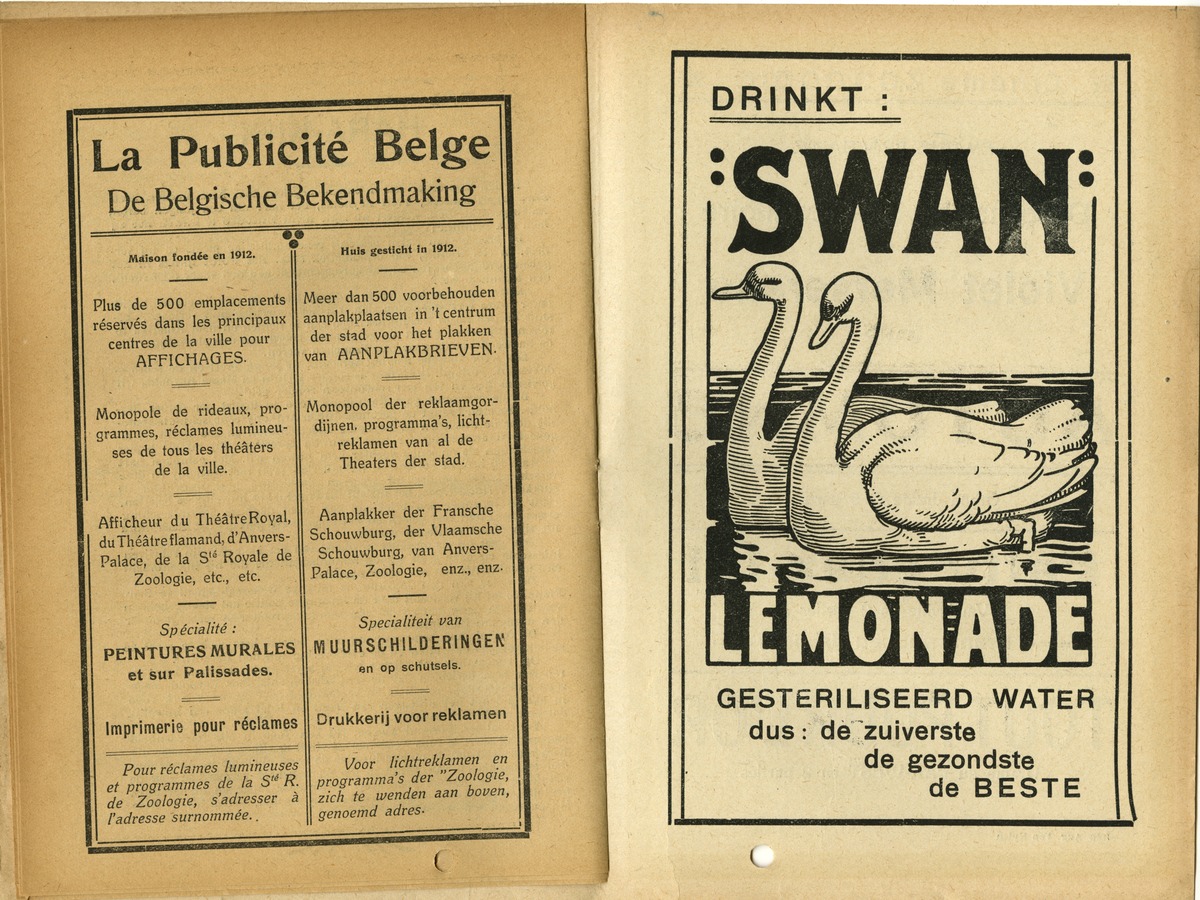 La Publicité Belge
De Belgische Bekendmaking
Maison fondée en 1912.
Plus de 500 emplacements
réservés dans les principaux
centres de la ville pour
AFFICHAGES.
Monopole de rideaux, pro-
grammes, réclames lumineu-
ses de tous les théâters
de la ville.
Afficheur du Théâtre Royal,
du Théâtre flamand, d'Anvers-
Palace, de la Sté Royale de
Zoologie, etc., etc.
Spécialité :
PEINTURES MURALES
et sur Palissades.
Imprimerie pour réclames
Pour réclames lumineuses
et programmes de la Sté R.
de Zoologie, s'adresser à
l'adresse surnommée.
Huis gesticht in 1912.
Meer dan 500 voorbehouden
aanplakplaatsen in 't centrum
der stad voor het plakken
van AANPLAKBRIEVEN.
Monopool der reklaamgor-
dijnen, programma's, licht-
reklamen van al de
Theaters der stad.
Aanplakker der Fransche
Schouwburg, der Vlaamsche
Schouwburg, van Anvers-
Palace, Zoologie, enz., enz.
Specialiteit van
MUURSCHILDERINGEN
en op schutsels.
Drukkerij voor reklamen
Voor lichtreklamen en
programma's der "Zoologie,
zich te wenden aan boven,
genoemd adres.
DRINKT :
:SWAN:
LEMONADE
GESTERILISEERD WATER
dus : de zuiverste
de gezondste
de BESTE